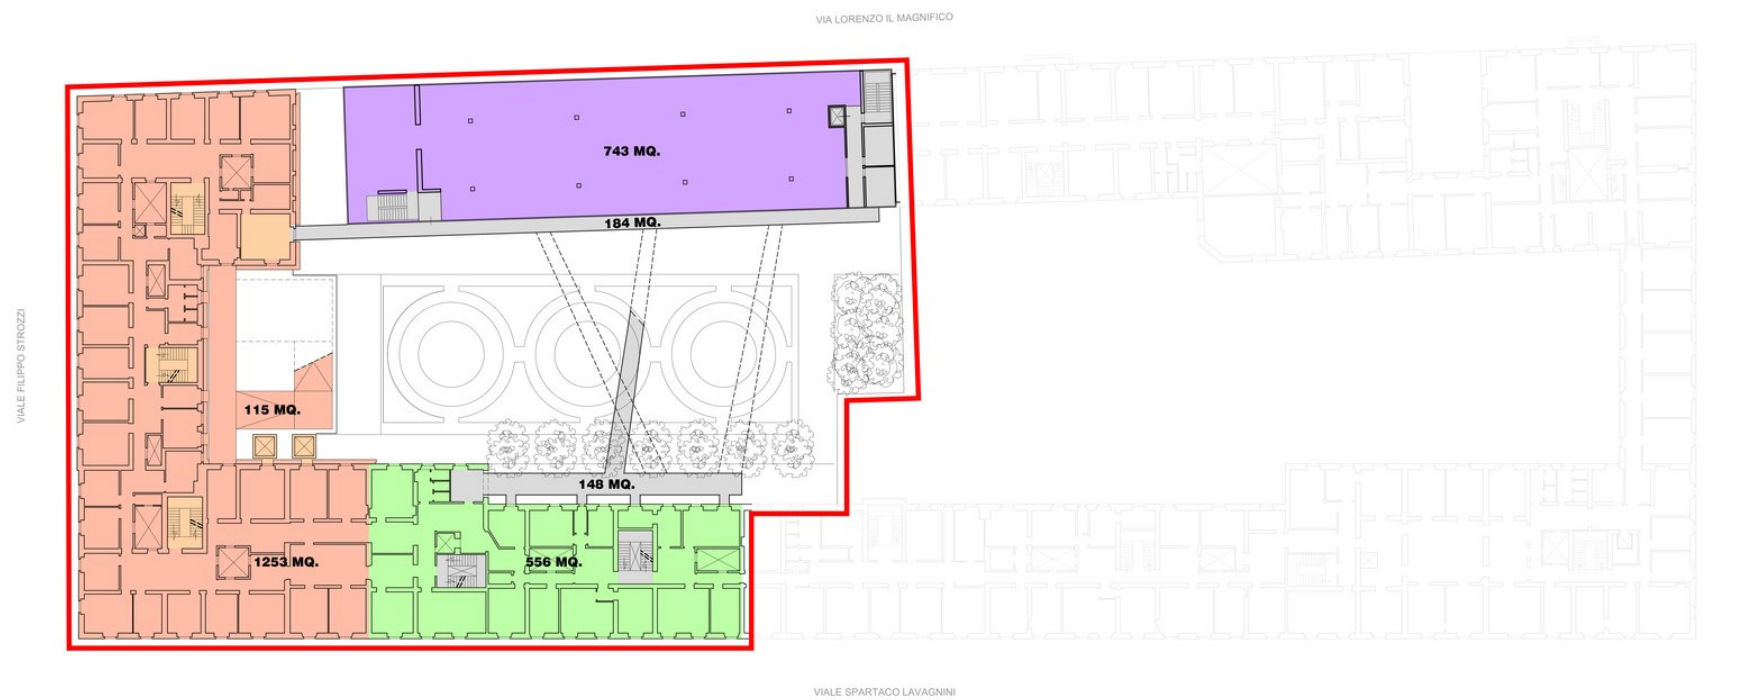 VIA LORENZO IL MAGNIFICO
743 MQ.
184 MQ.
VIALE FILIPPO STROZZI
115 MQ.
148 MQ.
1253 MQ.
556 MQ.
VIALE SPARTACO LAVAGNINI